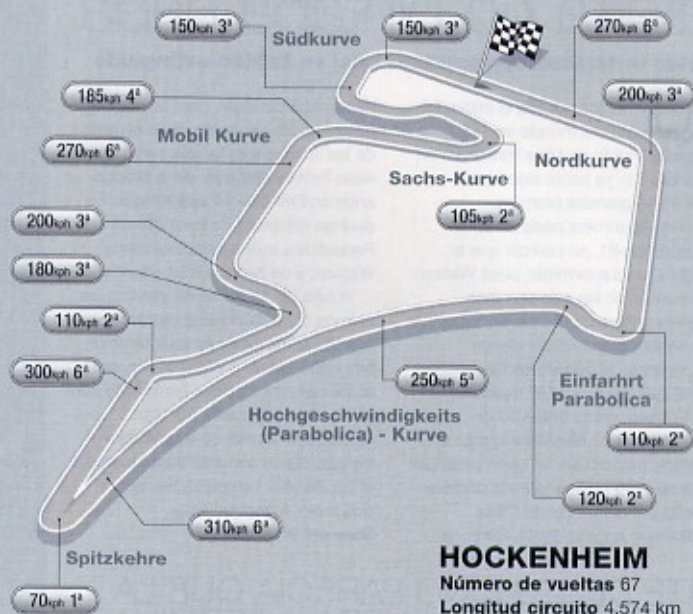 150kph 3ª
150kph 3ª
270kph 6ª
Südkurve
185kph 4ª
200kph 3ª
Mobil Kurve
270kph 6ª
Nordkurve
Sachs-Kurve
105kph 2ª
200kph 3ª
180kph 3ª
110kph 2ª
300kph 6ª
250kph 5ª
Einfarhrt
Parabolica
Hochgeschwindigkeits
(Parabolica) - Kurve
110kph 2ª
120kph 2ª
310kph 6ª
Spitzkehre
70kph 1ª
HOCKENHEIM
Número de vueltas 67
Longitud circuito 4,574 km